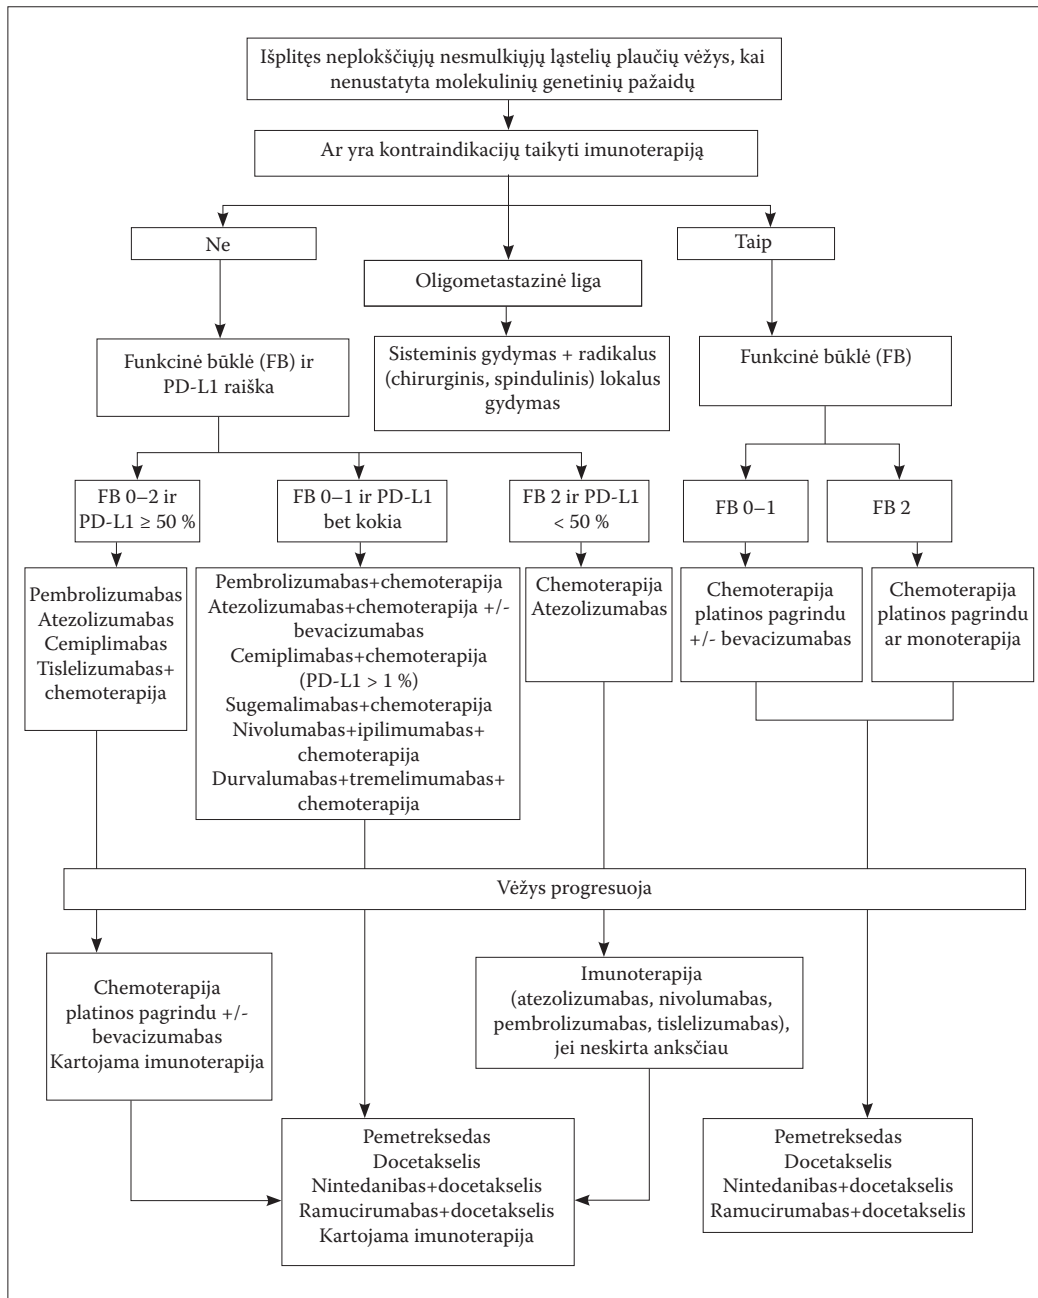 Išplitęs neplokščiųjų nesmulkiųjų ląstelių plaučių vėžys, kai
nenustatyta molekulinių genetinių pažaidų
Ar yra kontraindikacijų taikyti imunoterapiją
Ne
Oligometastazinė liga
Taip
Funkcinė būklė (FB) ir
PD-L1 raiška
Sisteminis gydymas + radikalus
(chirurginis, spindulinis) lokalus
gydymas
Funkcinė būklė (FB)
FB 0–2 ir
PD-L1 ≥ 50 %
FB 0–1 ir PD-L1
bet kokia
FB 2 ir PD-L1
< 50 %
FB 0–1
FB 2
Pembrolizumabas
Atezolizumabas
Cemiplimabas
Tislelizumabas+
chemoterapija
Pembrolizumabas+chemoterapija
Atezolizumabas+chemoterapija +/-
bevacizumabas
Cemiplimabas+chemoterapija
(PD-L1 > 1 %)
Sugemalimabas+chemoterapija
Nivolumabas+ipilimumabas+
chemoterapija
Durvalumabas+tremelimumabas+
chemoterapija
Chemoterapija
Atezolizumabas
Chemoterapija
platinos pagrindu
+/- bevacizumabas
Chemoterapija
platinos pagrindu
ar monoterapija
Vėžys progresuoja
Chemoterapija
platinos pagrindu +/-
bevacizumabas
Kartojama imunoterapija
Imunoterapija
(atezolizumabas, nivolumabas,
pembrolizumabas, tislelizumabas),
jei neskirta anksčiau
Pemetreksedas
Docetakselis
Nintedanibas+docetakselis
Ramucirumabas+docetakselis
Kartojama imunoterapija
Pemetreksedas
Docetakselis
Nintedanibas+docetakselis
Ramucirumabas+docetakselis